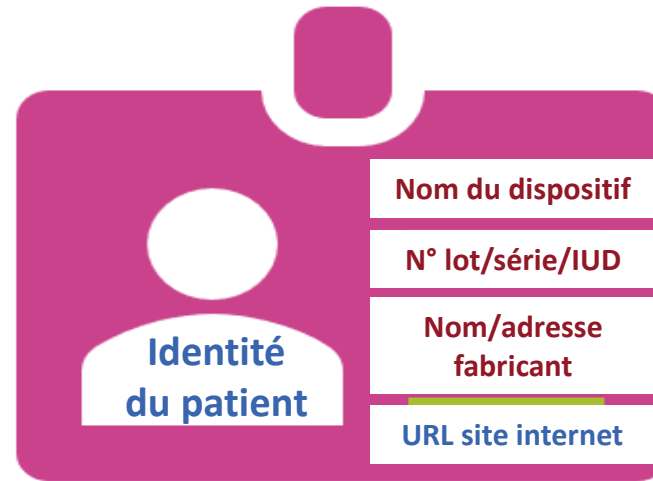 Nom du dispositif
N° lot/série/IUD
Nom/adresse
fabricant
Identité
du patient
URL site internet